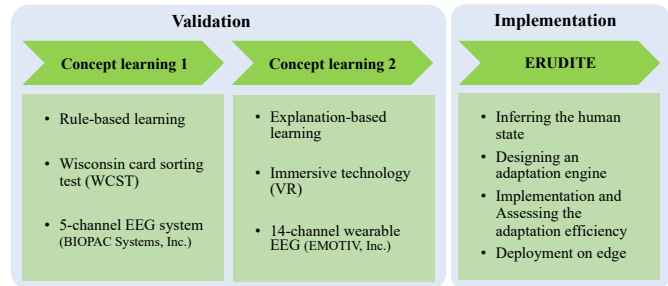 Validation
Concept learning 1
• Rule-based learning
• Wisconsin card sorting
test (WCST)
• 5-channel EEG system
(BIOPAC Systems, Inc.)
Concept learning 2
• Explanation-based
learning
• Immersive technology
(VR)
• 14-channel wearable
EEG (EMOTIV, Inc.)
Implementation
ERUDITE
• Inferring the human
state
• Designing an
adaptation engine
• Implementation and
Assessing the
adaptation efficiency
• Deployment on edge